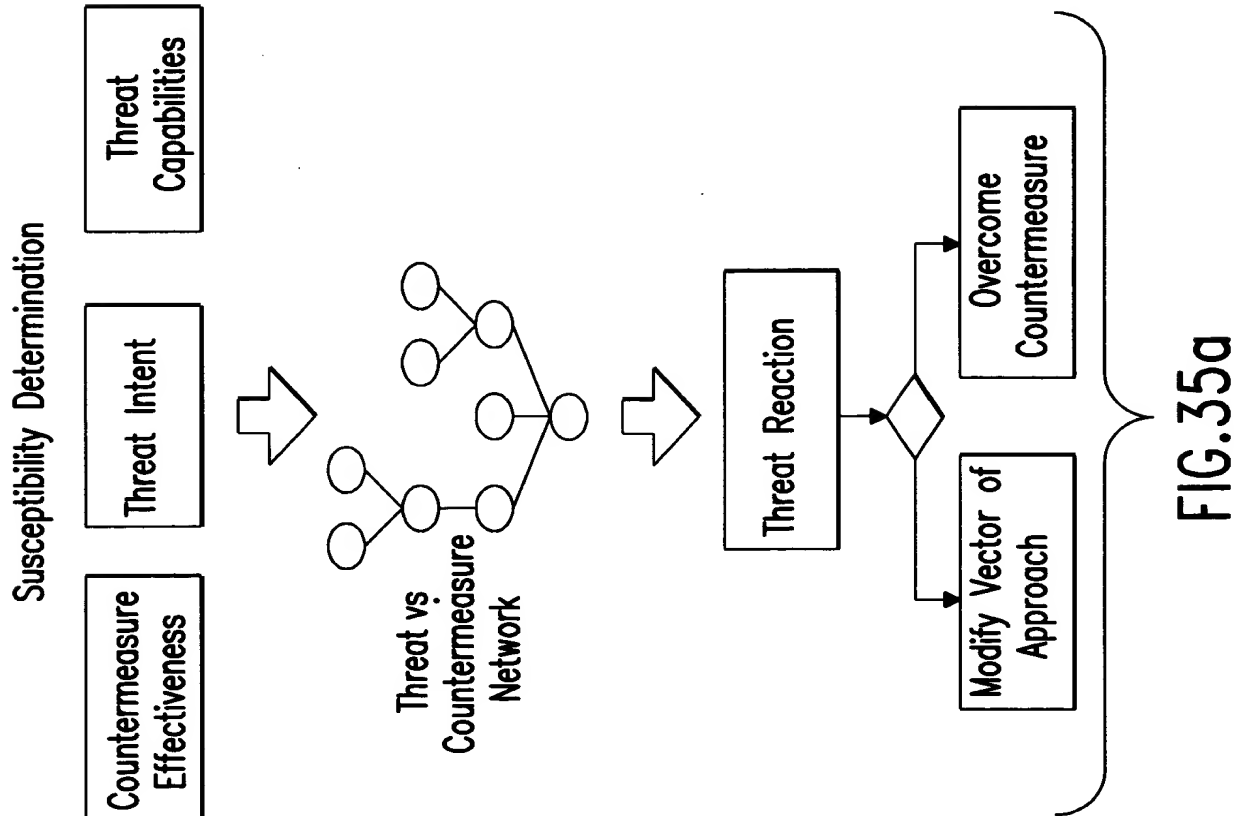 Susceptibility Determination
Countermeasure
Effectiveness
Threat Intent
Threat
Capabilities
Threat vs
Countermeasure
Network
Threat Reaction
Modify Vector of
Approach
Overcome
Countermeasure
FIG.35a